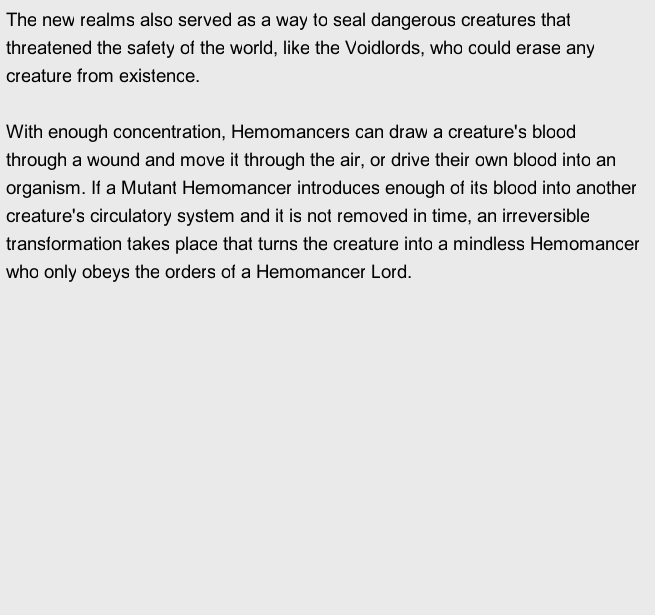 The new realms also served as a way to seal dangerous creatures that
threatened the safety of the world, like the Voidlords, who could erase any
creature from existence.

With enough concentration, Hemomancers can draw a creature's blood
through a wound and move it through the air, or drive their own blood into an
organism. If a Mutant Hemomancer introduces enough of its blood into another
creature's circulatory system and it is not removed in time, an irreversible
transformation takes place that turns the creature into a mindless Hemomancer
who only obeys the orders of a Hemomancer Lord.